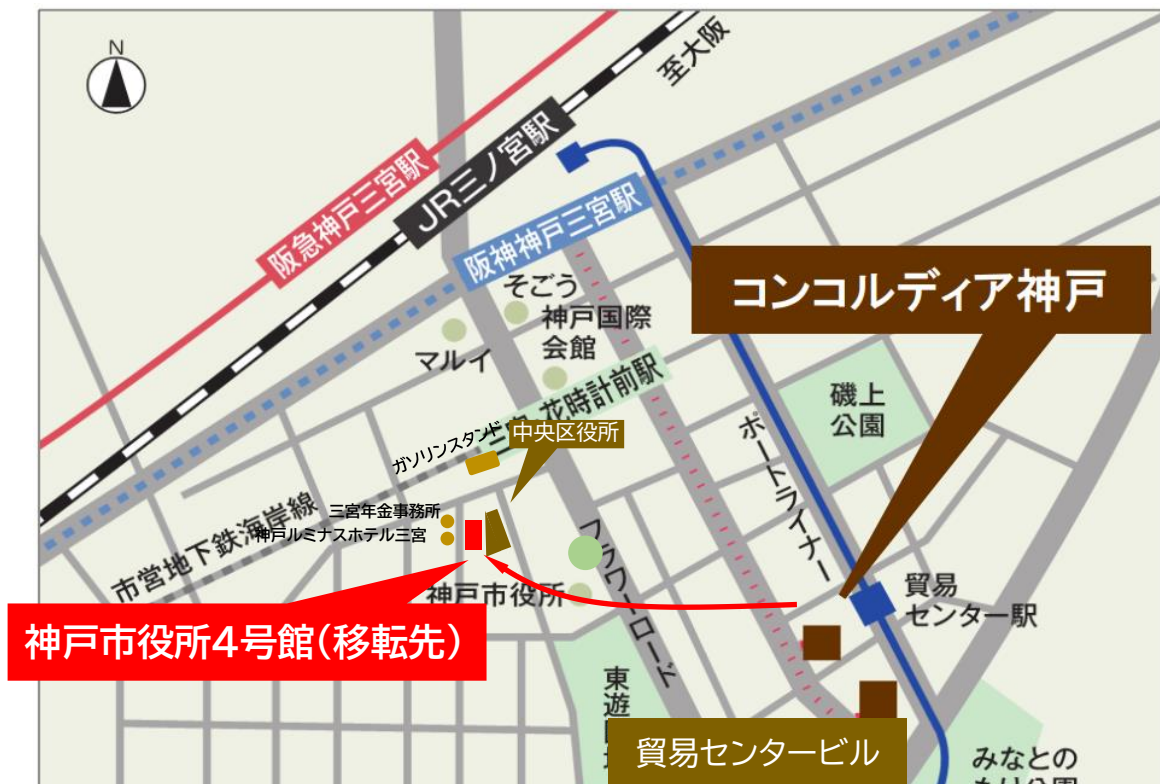 N
至大阪
JR三ノ宮駅
阪急神戸三宮駅
阪神神戸三宮駅
コンコルディア神戸
そごう
神戸国際
会館
マルイ
花時計前駅
磯上
公園
中央区役所
ガソリンスタンド
ポートライナー
三宮年金事務所
神戸ルミナスホテル三宮
市営地下鉄海岸線
フラワーロード
神戸市役所
貿易
センター駅
神戸市役所4号館(移転先)
東遊
貿易センタービル
みなとの